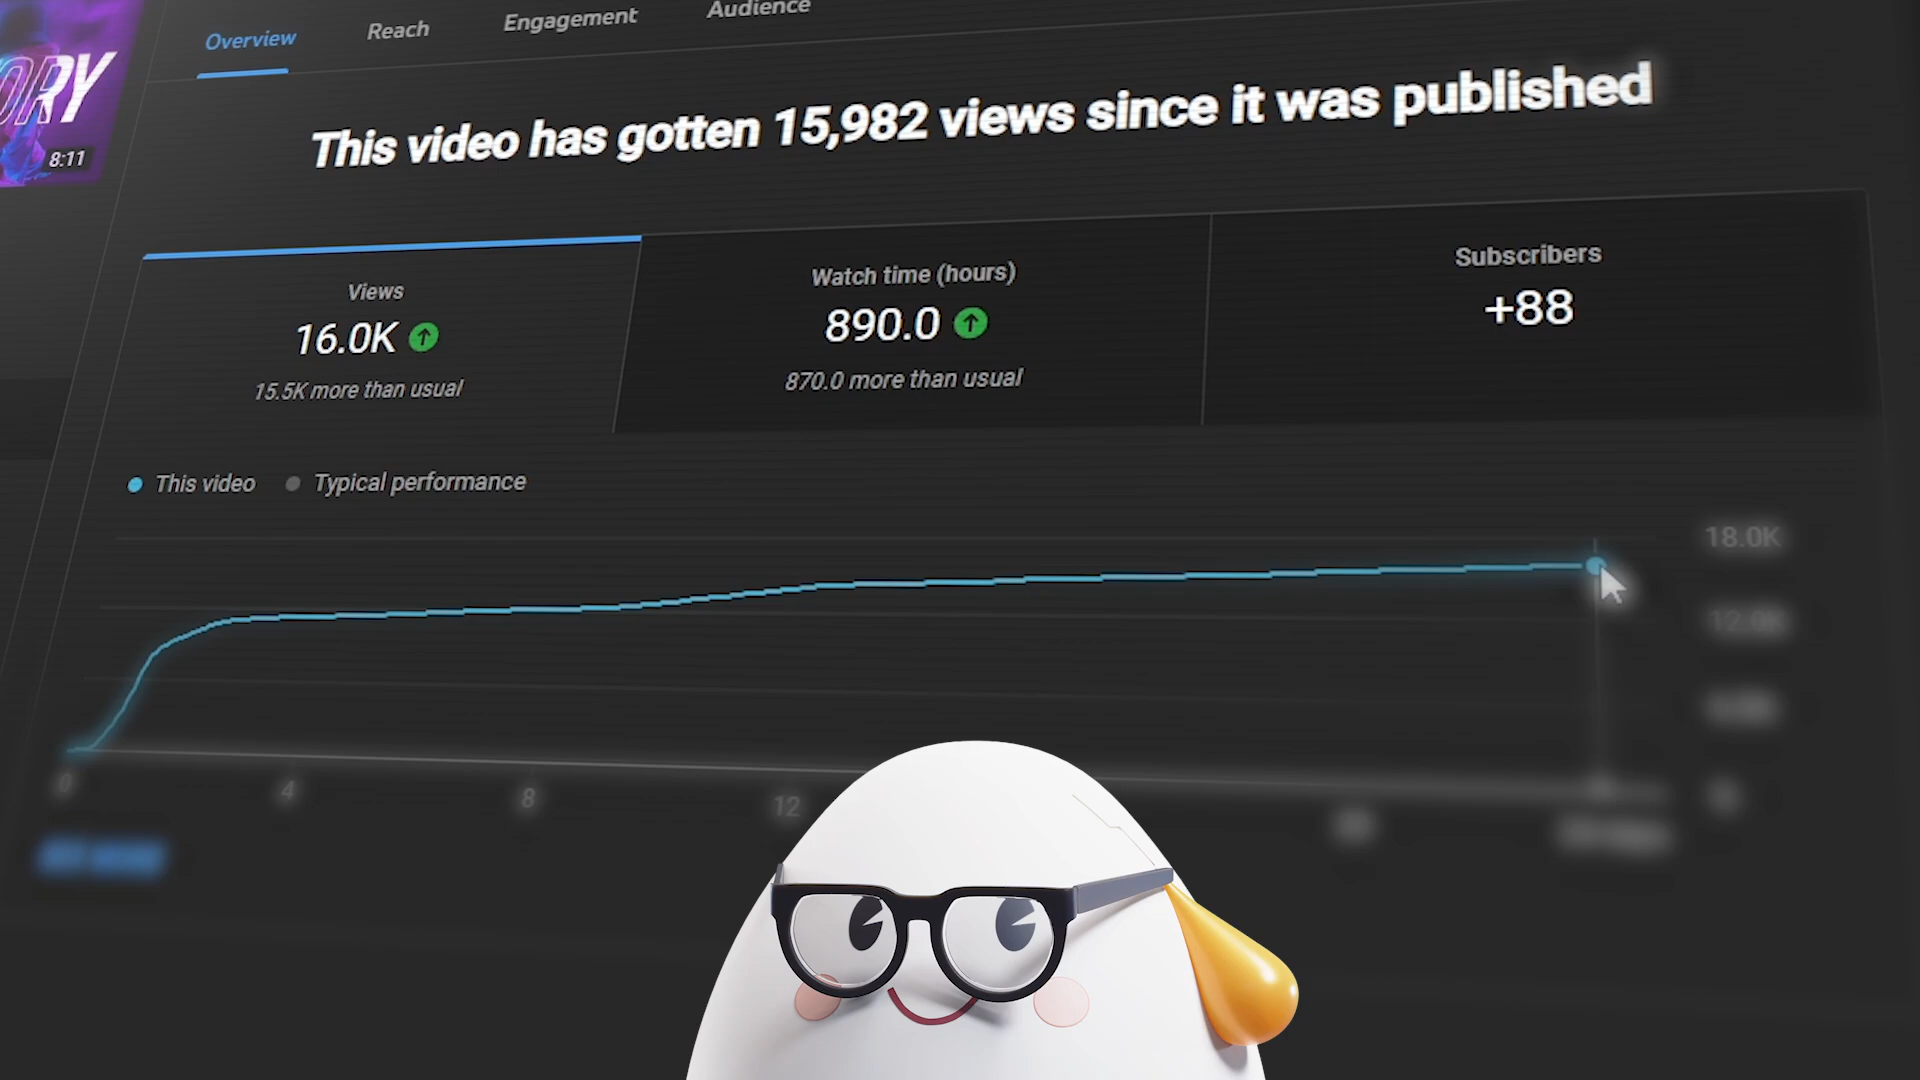 Overview
Reach
Engagement
Audience
ORY
8:11
This video has gotten 15,982 views since it was published
Views
16.0K
15.5K more than usual
Watch time (hours)
890.0
870.0 more than usual
Subscribers
+88
This video
Typical performance
18.0K
12.0K
0
4
8
12